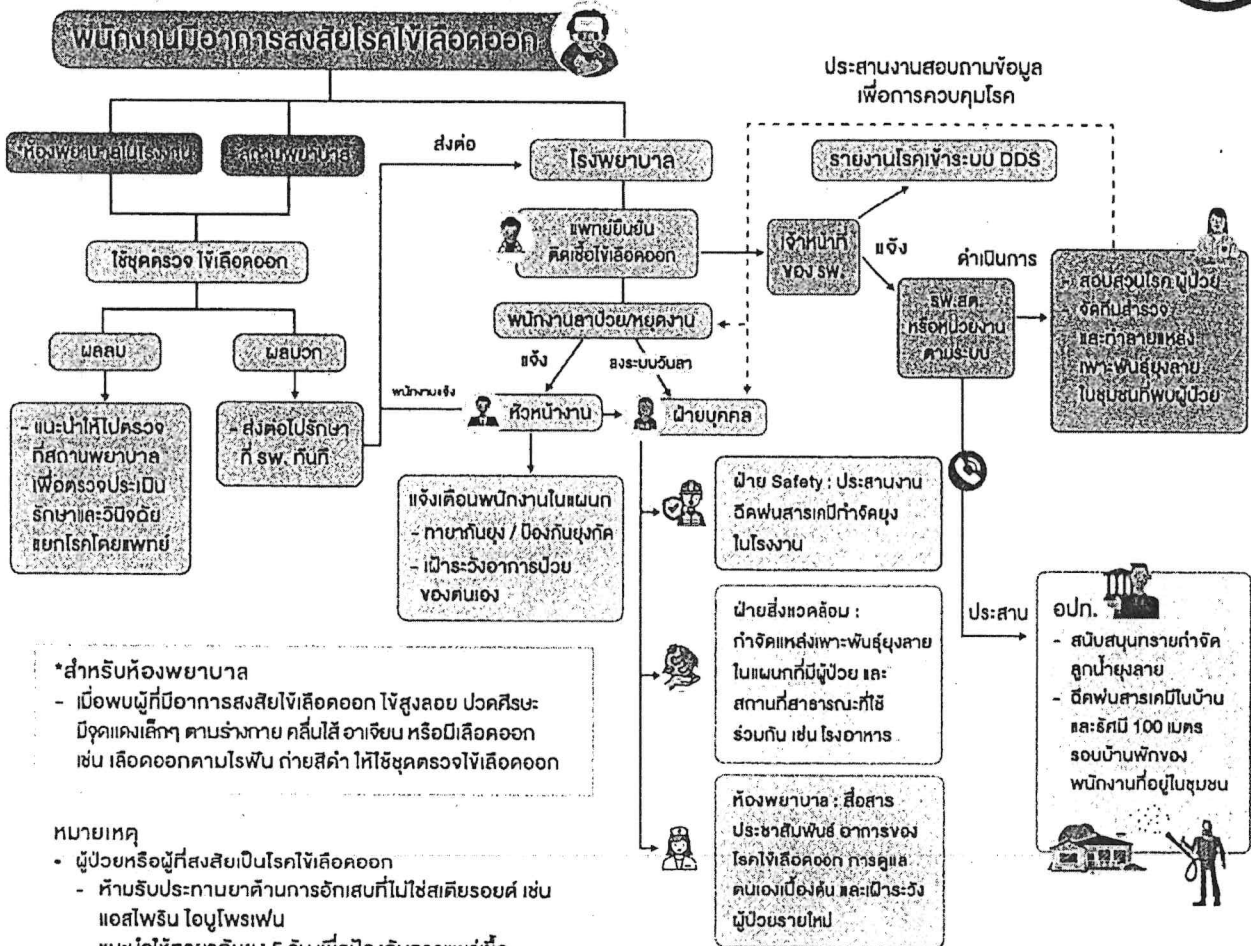 พนักงานมีอาการสงสัยโรคไข้เลือดออก
ประสานงานสอบถามข้อมูล
เพื่อการควบคุมโรค
*ห้องพยาบาลในโรงงาน
สถานพยาบาล
ส่งต่อ
โรงพยาบาล
รายงานโรคเข้าระบบ DDS
แพทย์ยืนยัน
ติดเชื้อไข้เลือดออก
เจ้าหน้าที่
ของ รพ.
แจ้ง
ดำเนินการ
ใช้ชุดตรวจ ไข้เลือดออก
รพ.สต.
หรือหน่วยงาน
ตามระบบ
- สอบสวนโรค ผู้ป่วย
จัดทีมสำรวจ
และทำลายแหล่ง
เพาะพันธุ์ยุงลาย
ในชุมชนที่พบผู้ป่วย
พนักงานลาป่วย/หยุดงาน
ผลลบ
ผลบวก
แจ้ง
ลงระบบวันลา
พนักงานแจ้ง
หัวหน้างาน
ฝ่ายบุคคล
- แนะนำให้ไปตรวจ
ที่สถานพยาบาล
เพื่อตรวจประเมิน
รักษาและวินิจฉัย
แยกโรคโดยแพทย์
- ส่งต่อไปรักษา
ที่ รพ. ทันที
แจ้งเตือนพนักงานในแผนก
- ทายากันยุง / ป้องกันยุงกัด
- เฝ้าระวังอาการป่วย
ของตนเอง
ฝ่าย Safety : ประสานงาน
ฉีดพ่นสารเคมีกำจัดยุง
ในโรงงาน
ฝ่ายสิ่งแวดล้อม :
กำจัดแหล่งเพาะพันธุ์ยุงลาย
ในแผนกที่มีผู้ป่วย และ
สถานที่สาธารณะที่ใช้
ร่วมกัน เช่น โรงอาหาร
ประสาน
อปท.
- สนับสนุนทรายกำจัด
ลูกน้ำยุงลาย
- ฉีดพ่นสารเคมีในบ้าน
และรัศมี 100 เมตร
รอบบ้านพักของ
พนักงานที่อยู่ในชุมชน
*สำหรับห้องพยาบาล
- เมื่อพบผู้ที่มีอาการสงสัยไข้เลือดออก ไข้สูงลอย ปวดศีรษะ
มีจุดแดงเล็กๆ ตามร่างกาย คลื่นไส้ อาเจียน หรือมีเลือดออก
เช่น เลือดออกตามไรฟัน ถ่ายสีดำ ให้ใช้ชุดตรวจไข้เลือดออก
ห้องพยาบาล : สื่อสาร
ประชาสัมพันธ์ อาการของ
โรคไข้เลือดออก การดูแล
ตนเองเบื้องต้น และเฝ้าระวัง
ผู้ป่วยรายใหม่
หมายเหตุ
• ผู้ป่วยหรือผู้ที่สงสัยเป็นโรคไข้เลือดออก
- ห้ามรับประทานยาต้านการอักเสบที่ไม่ใช่สเตียรอยด์ เช่น
แอสไพริน ไอบูโพรเฟน